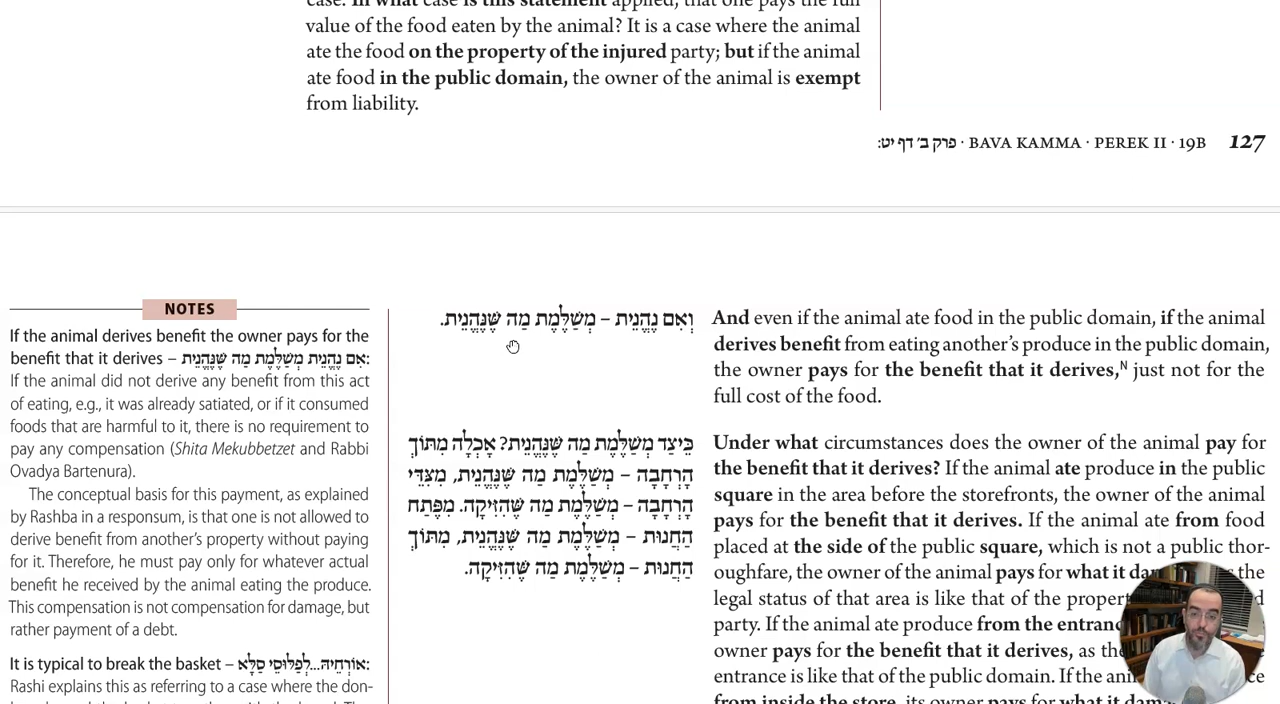 case. In what case is this statement applied, that one pays the full
value of the food eaten by the animal? It is a case where the animal
ate the food on the property of the injured party; but if the animal
ate food in the public domain, the owner of the animal is exempt
from liability.
פרק ב׳ דף יט: · BAVA KAMMA · PEREK II · 19B 127
NOTES
If the animal derives benefit the owner pays for the
benefit that it derives – אִם נֶהֱנֵית מְשַׁלֶּמֶת מַה שֶּׁנֶּהֱנֵית:
If the animal did not derive any benefit from this act
of eating, e.g., it was already satiated, or if it consumed
foods that are harmful to it, there is no requirement to
pay any compensation (Shita Mekubbetzet and Rabbi
Ovadya Bartenura).
The conceptual basis for this payment, as explained
by Rashba in a responsum, is that one is not allowed to
derive benefit from another's property without paying
for it. Therefore, he must pay only for whatever actual
benefit he received by the animal eating the produce.
This compensation is not compensation for damage, but
rather payment of a debt.
It is typical to break the basket – אוֹרְחֵיהּ...לְפַלּוֹסֵי סַלָּא:
Rashi explains this as referring to a case where the don-
וְאִם נֶהֱנֵית – מְשַׁלֶּמֶת מַה שֶּׁנֶּהֱנֵית.
כֵּיצַד מְשַׁלֶּמֶת מַה שֶּׁנֶּהֱנֵית? אָכְלָה מִתּוֹךְ
הָרְחָבָה – מְשַׁלֶּמֶת מַה שֶּׁנֶּהֱנֵית, מִצִּדֵּי
הָרְחָבָה – מְשַׁלֶּמֶת מַה שֶּׁהִזִּיקָה. מִפֶּתַח
הַחֲנוּת – מְשַׁלֶּמֶת מַה שֶּׁנֶּהֱנֵית, מִתּוֹךְ
הַחֲנוּת – מְשַׁלֶּמֶת מַה שֶּׁהִזִּיקָה.
And even if the animal ate food in the public domain, if the animal
derives benefit from eating another's produce in the public domain,
the owner pays for the benefit that it derives,N just not for the
full cost of the food.
Under what circumstances does the owner of the animal pay for
the benefit that it derives? If the animal ate produce in the public
square in the area before the storefronts, the owner of the animal
pays for the benefit that it derives. If the animal ate from food
placed at the side of the public square, which is not a public thor-
oughfare, the owner of the animal pays for what it the
legal status of that area is like that of the
party. If the animal ate produce from the
owner pays for the benefit that it derives, as
entrance is like that of the public domain. If the
from inside the store, its owner pays for what it